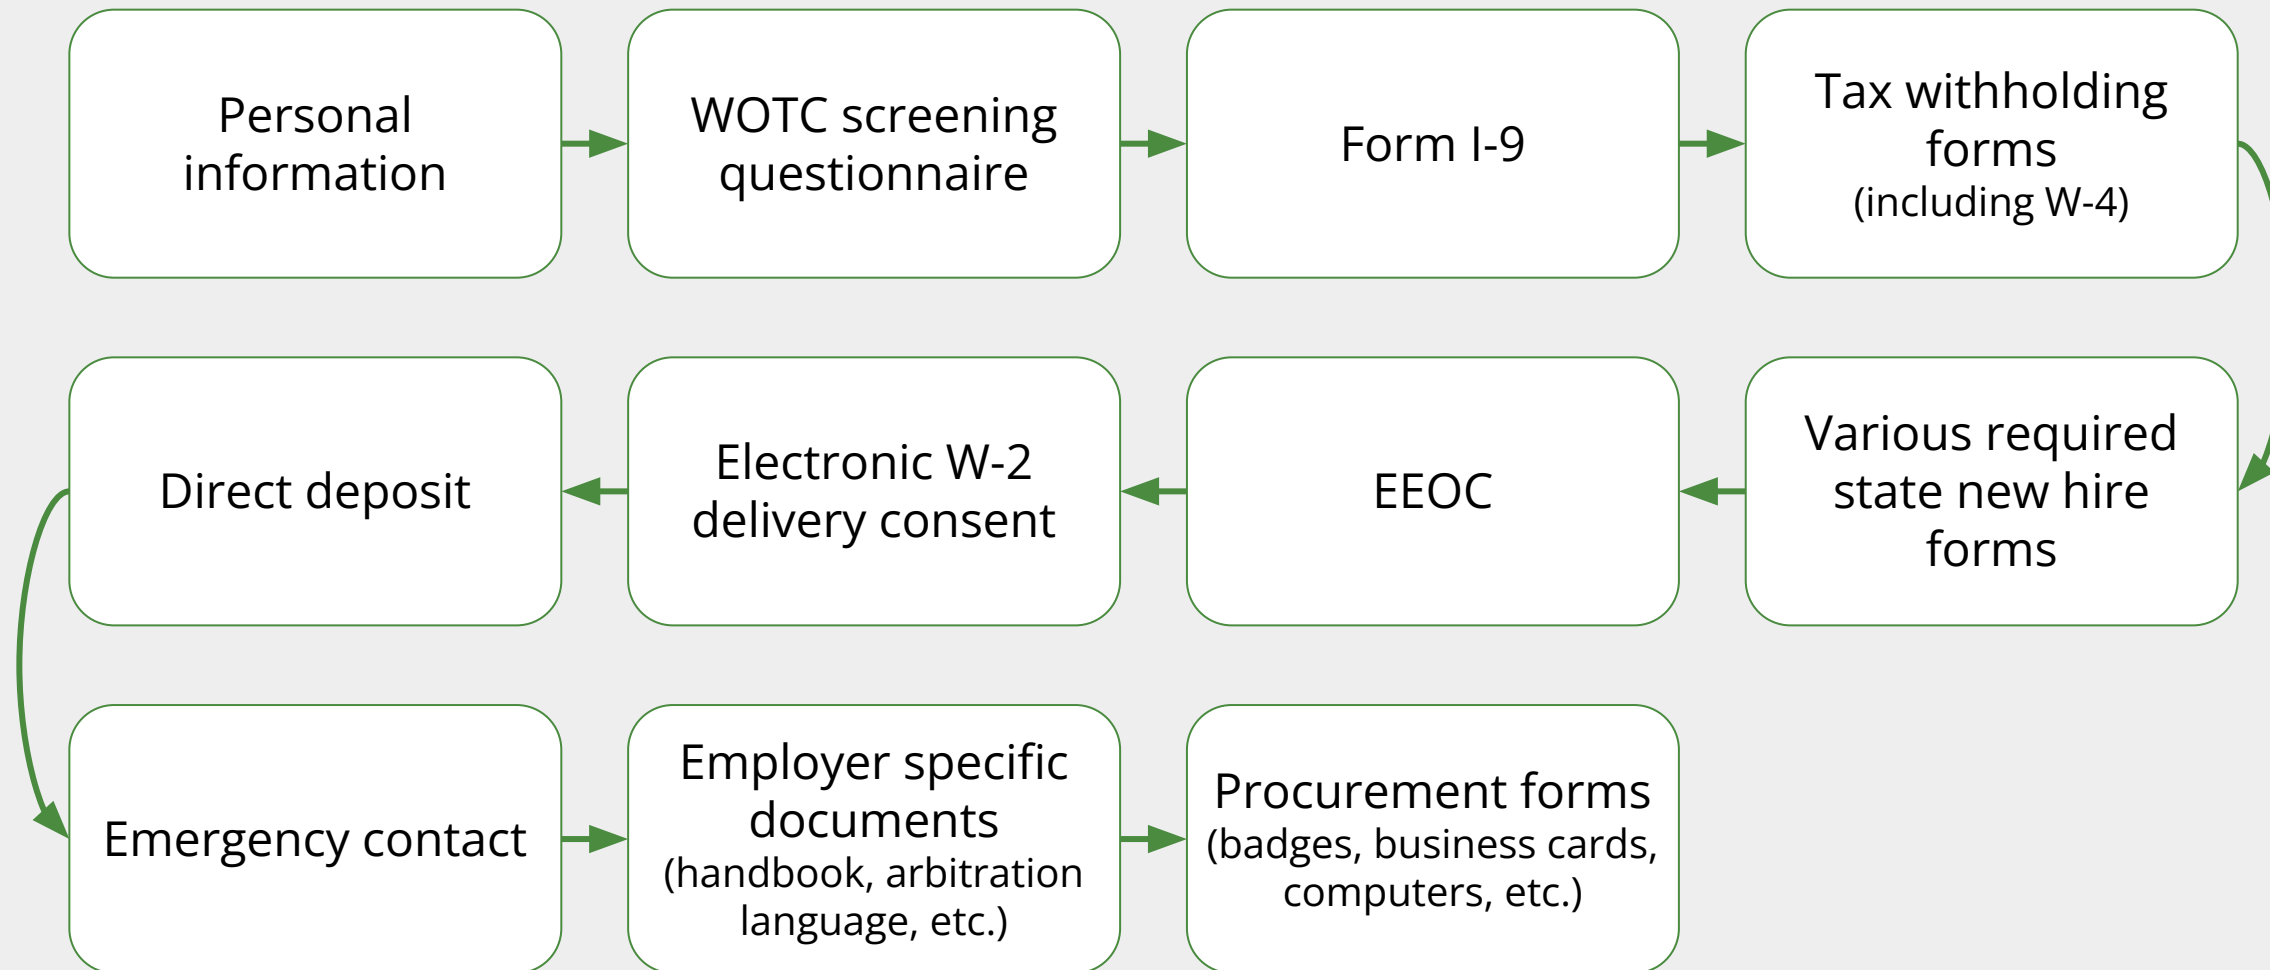 Personal
information
WOTC screening
questionnaire
Form I-9
Tax withholding
forms
(including W-4)
Various required
state new hire
forms
EEOC
Electronic W-2
delivery consent
Direct deposit
Emergency contact
Employer specific
documents
(handbook, arbitration
language, etc.)
Procurement forms
(badges, business cards,
computers, etc.)